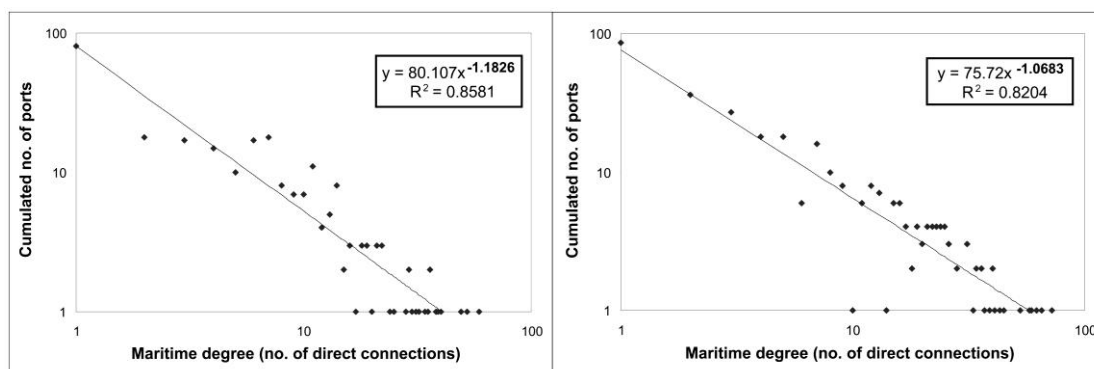 100
10
1
1
10
100
Cumulated no. of ports
Maritime degree (no. of direct connections)
y = 80.107x^-1.1826
R² = 0.8581
100
10
1
1
10
100
Cumulated no. of ports
Maritime degree (no. of direct connections)
y = 75.72x^-1.0683
R² = 0.8204